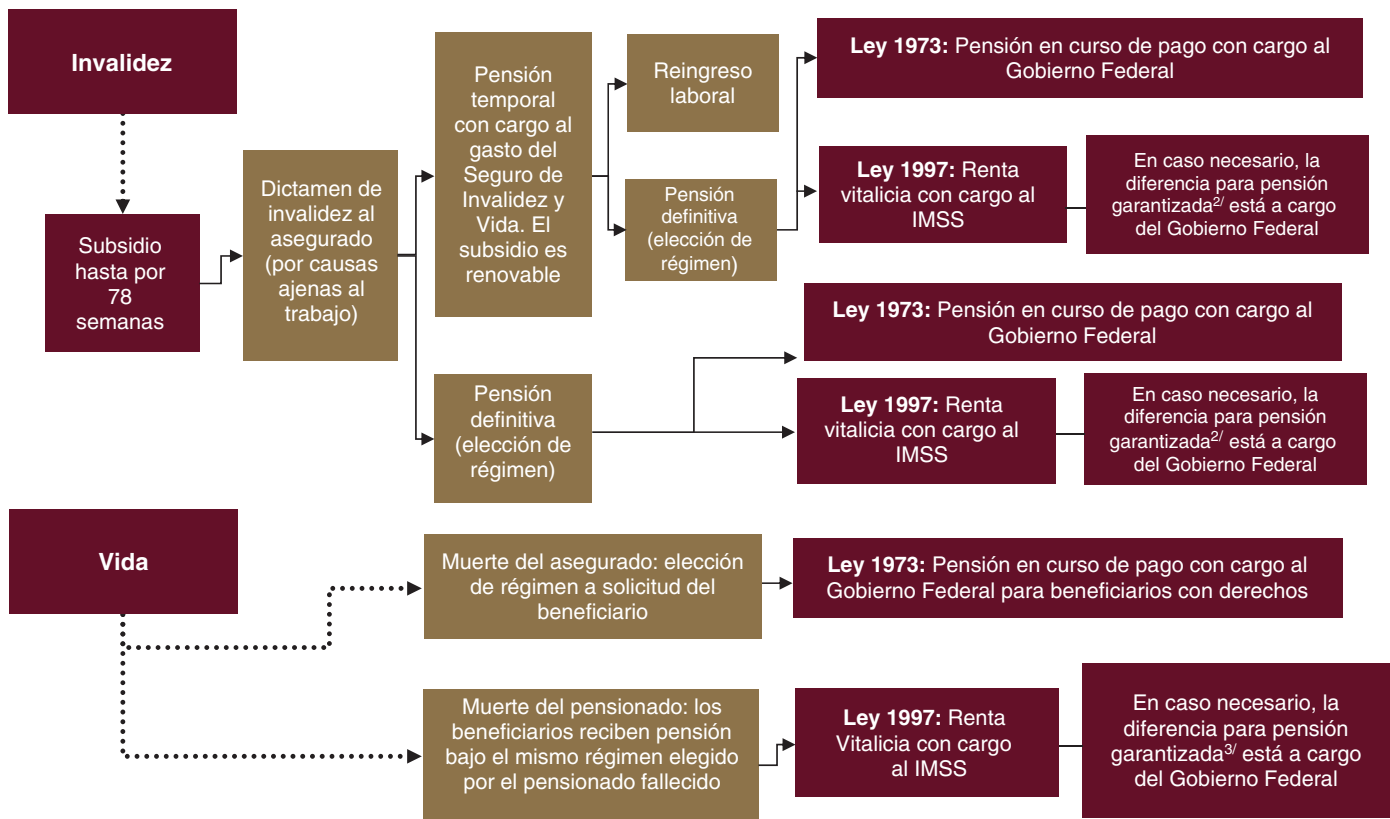 Invalidez
Subsidio
hasta por
78
semanas
Dictamen de
invalidez al
asegurado
(por causas
ajenas al
trabajo)
Pensión
temporal
con cargo al
gasto del
Seguro de
Invalidez y
Vida. El
subsidio es
renovable
Reingreso
laboral
Pensión
definitiva
(elección de
régimen)
Ley 1973: Pensión en curso de pago con cargo al
Gobierno Federal
Ley 1997: Renta
vitalicia con cargo al
IMSS
En caso necesario, la
diferencia para pensión
garantizada2/ está a cargo
del Gobierno Federal
Pensión
definitiva
(elección de
régimen)
Ley 1973: Pensión en curso de pago con cargo al
Gobierno Federal
Ley 1997: Renta
vitalicia con cargo al
IMSS
En caso necesario, la
diferencia para pensión
garantizada2/ está a cargo
del Gobierno Federal
Vida
Muerte del asegurado: elección
de régimen a solicitud del
beneficiario
Ley 1973: Pensión en curso de pago con cargo al
Gobierno Federal para beneficiarios con derechos
Muerte del pensionado: los
beneficiarios reciben pensión
bajo el mismo régimen elegido
por el pensionado fallecido
Ley 1997: Renta
Vitalicia con cargo
al IMSS
En caso necesario, la
diferencia para pensión
garantizada3/ está a cargo
del Gobierno Federal